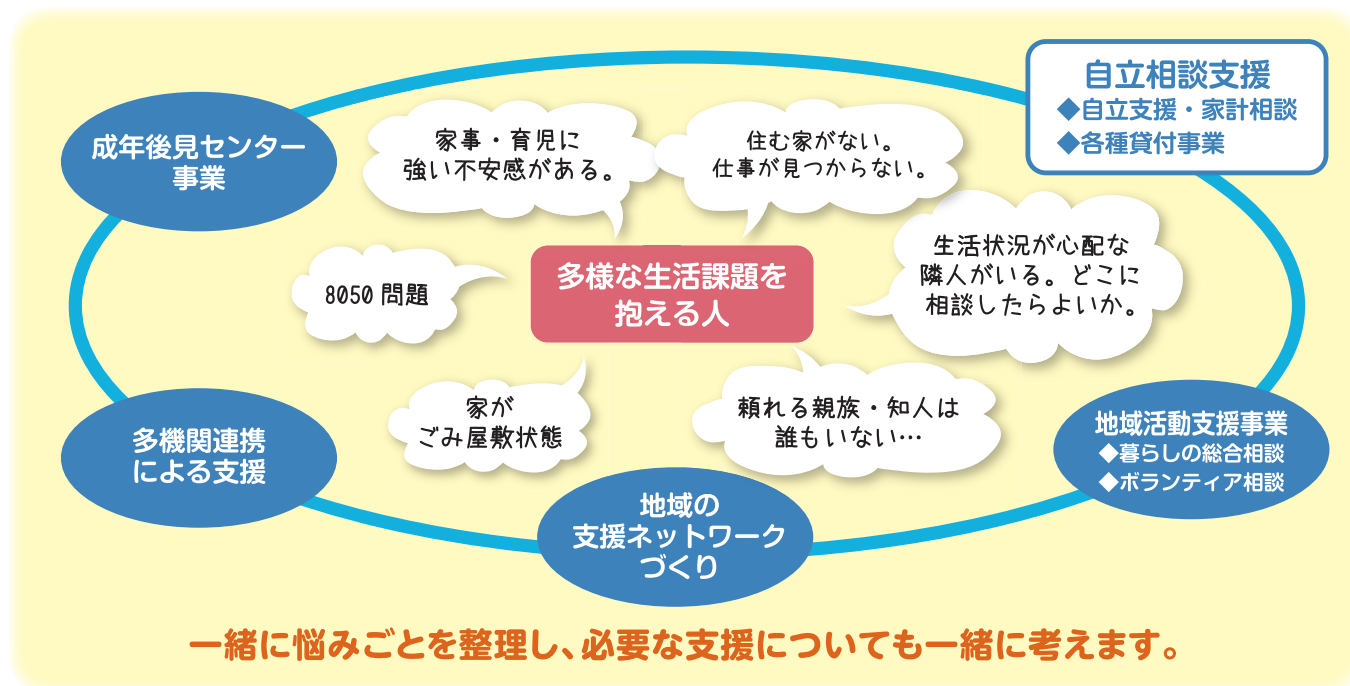 自立相談支援
◆自立支援・家計相談
◆各種貸付事業
成年後見センター
事業
家事・育児に
強い不安感がある。
住む家がない。
仕事が見つからない。
生活状況が心配な
隣人がいる。どこに
相談したらよいか。
8050 問題
多様な生活課題を
抱える人
家が
ごみ屋敷状態
頼れる親族・知人は
誰もいない…
多機関連携
による支援
地域の
支援ネットワーク
づくり
地域活動支援事業
◆暮らしの総合相談
◆ボランティア相談
一緒に悩みごとを整理し、必要な支援についても一緒に考えます。